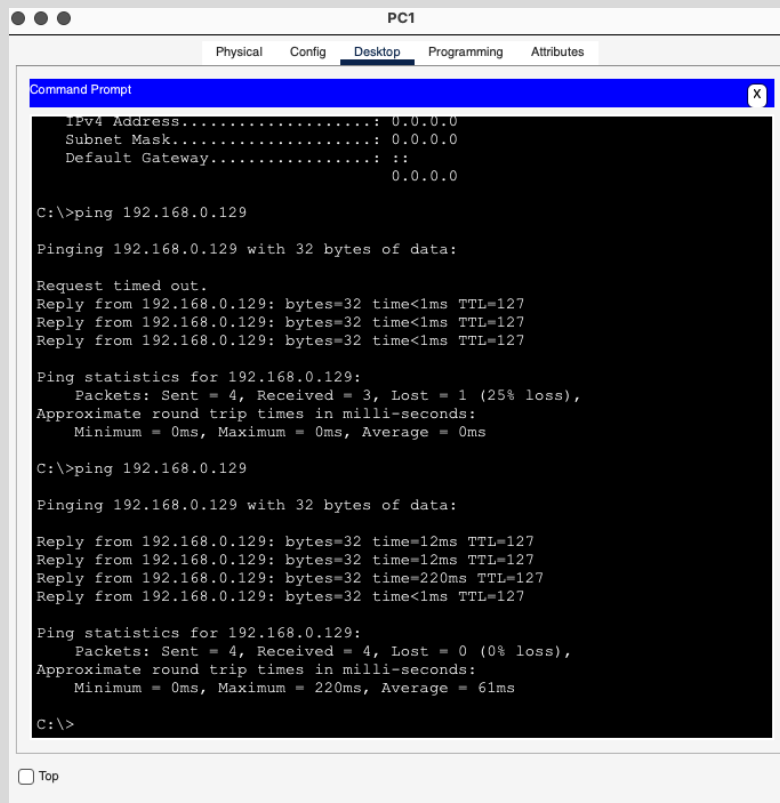 PC1
Physical Config Desktop Programming Attributes
Command Prompt
X
IPv4 Address....................: 0.0.0.0
Subnet Mask.....................: 0.0.0.0
Default Gateway.................: ::
0.0.0.0
C:\>ping 192.168.0.129
Pinging 192.168.0.129 with 32 bytes of data:
Request timed out.
Reply from 192.168.0.129: bytes=32 time<1ms TTL=127
Reply from 192.168.0.129: bytes=32 time<1ms TTL=127
Reply from 192.168.0.129: bytes=32 time<1ms TTL=127
Ping statistics for 192.168.0.129:
Packets: Sent = 4, Received = 3, Lost = 1 (25% loss),
Approximate round trip times in milli-seconds:
Minimum = 0ms, Maximum = 0ms, Average = 0ms
C:\>ping 192.168.0.129
Pinging 192.168.0.129 with 32 bytes of data:
Reply from 192.168.0.129: bytes=32 time=12ms TTL=127
Reply from 192.168.0.129: bytes=32 time=12ms TTL=127
Reply from 192.168.0.129: bytes=32 time=220ms TTL=127
Reply from 192.168.0.129: bytes=32 time<1ms TTL=127
Ping statistics for 192.168.0.129:
Packets: Sent = 4, Received = 4, Lost = 0 (0% loss),
Approximate round trip times in milli-seconds:
Minimum = 0ms, Maximum = 220ms, Average = 61ms
C:\>
Top